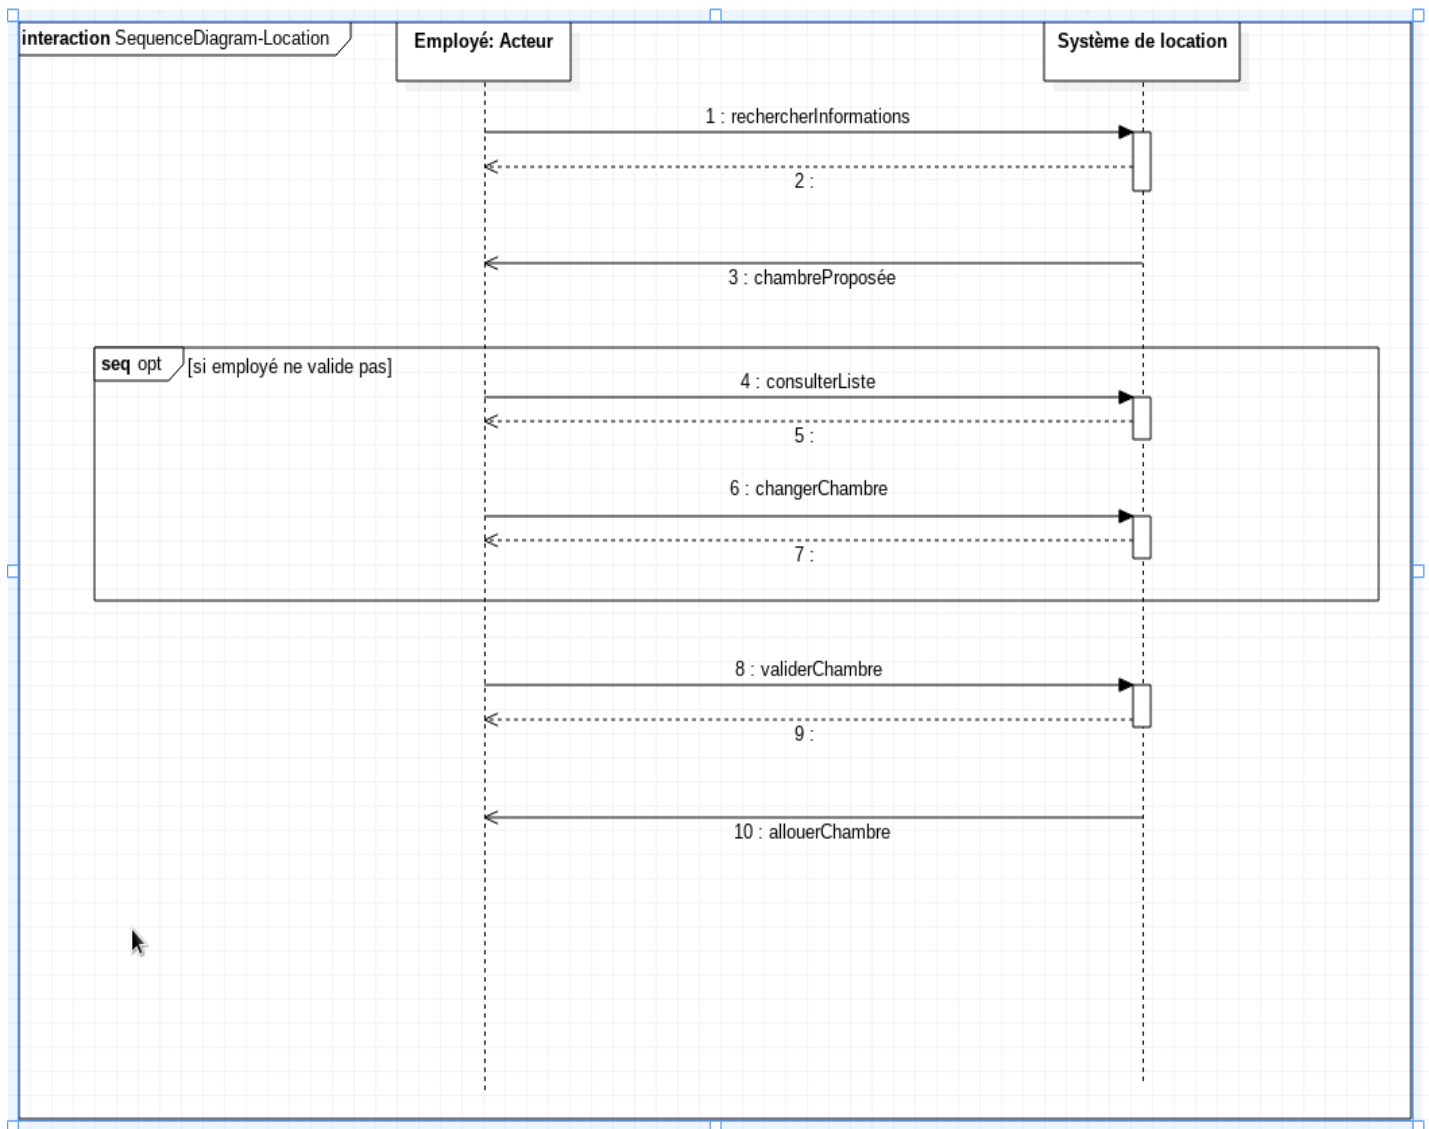 interaction SequenceDiagram-Location
Employé: Acteur
Système de location
1 : rechercherInformations
2 :
3 : chambreProposée
seq opt
[si employé ne valide pas]
4 : consulterListe
5 :
6 : changerChambre
7 :
8 : validerChambre
9 :
10 : allouerChambre